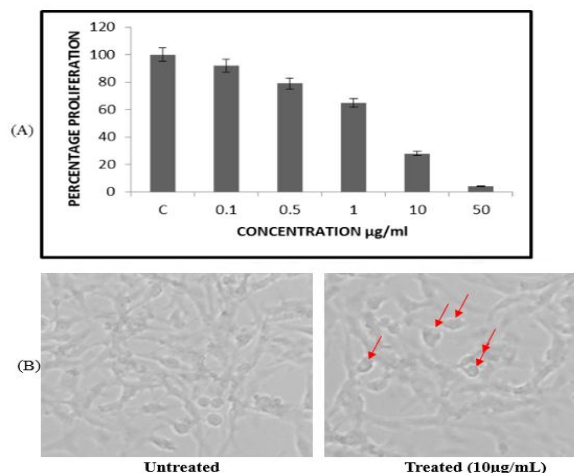 (A)
PERCENTAGE PROLIFERATION
120
100
80
60
40
20
0
C 0.1 0.5 1 10 50
CONCENTRATION µg/ml
(B)
Untreated Treated (10µg/mL)